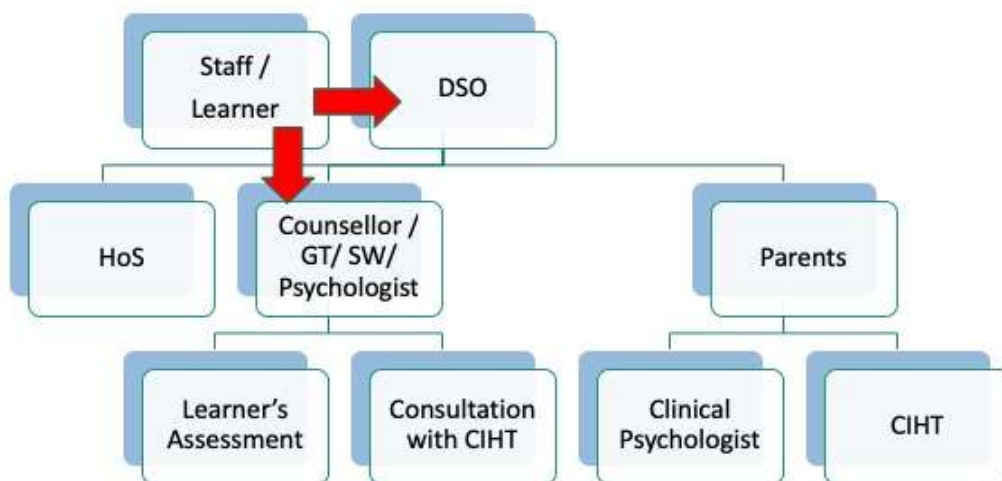 Staff /
Learner
DSO
HoS
Counsellor /
GT/ SW/
Psychologist
Parents
Learner's
Assessment
Consultation
with CIHT
Clinical
Psychologist
CIHT